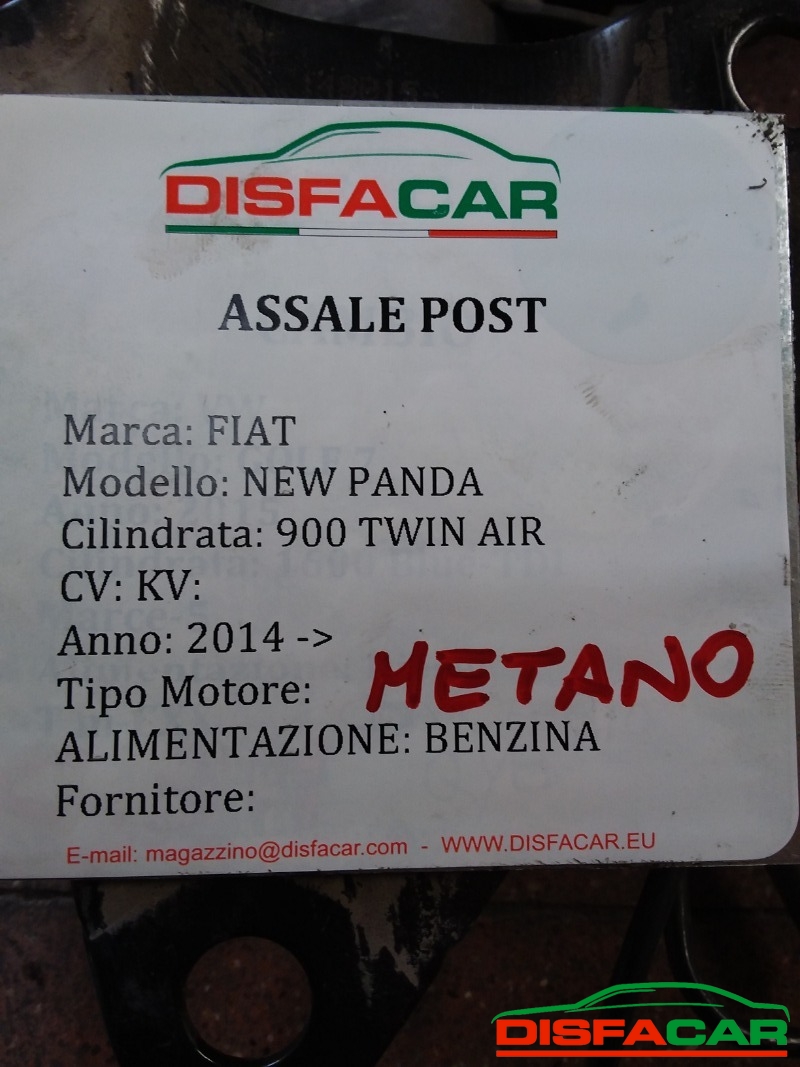 DISFACAR
ASSALE POST
Marca: FIAT
Modello: NEW PANDA
Cilindrata: 900 TWIN AIR
CV: KV:
Anno: 2014 ->
Tipo Motore: METANO
ALIMENTAZIONE: BENZINA
Fornitore:
E-mail: magazzino@disfacar.com - WWW.DISFACAR.EU
DISFACAR